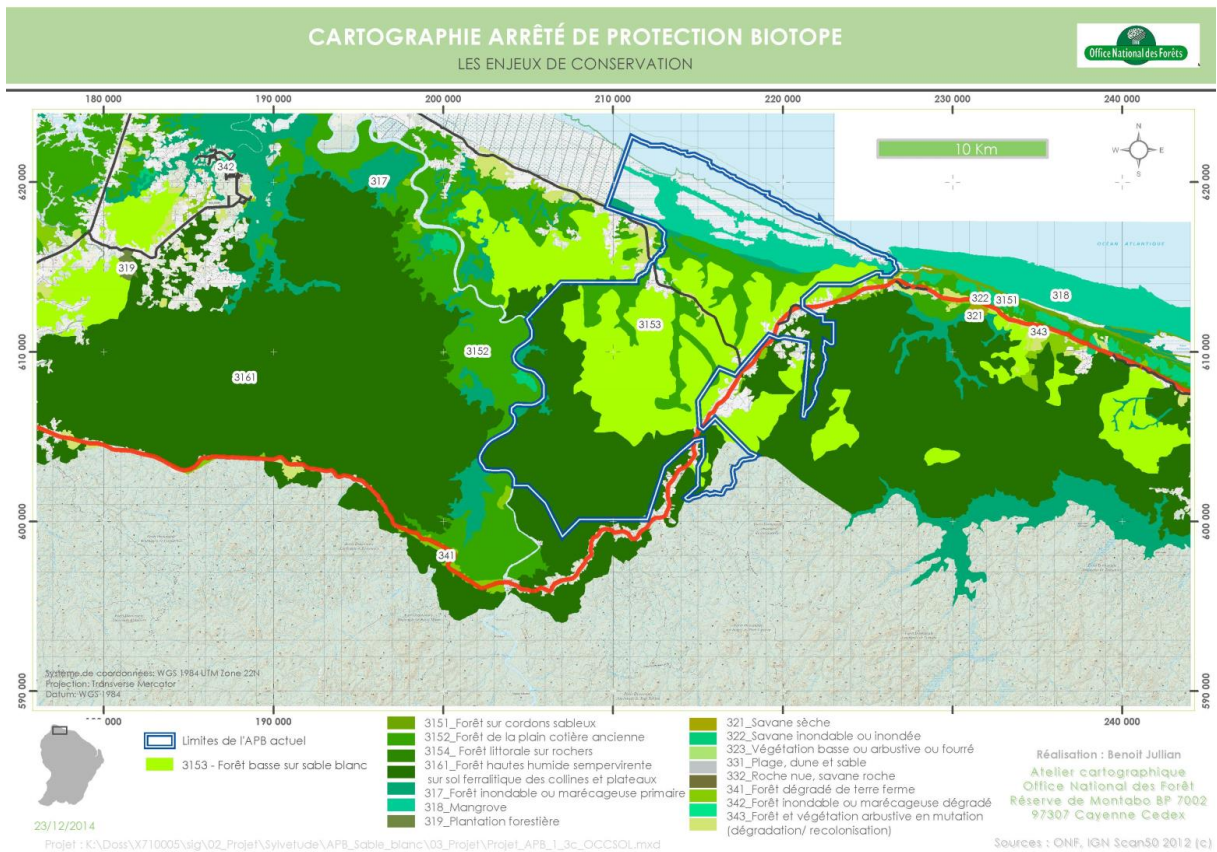 CARTOGRAPHIE ARRÊTÉ DE PROTECTION BIOTOPE
LES ENJEUX DE CONSERVATION
Office National des Forêts
180 000
190 000
200 000
210 000
220 000
230 000
240 000
10 Km
N
W
E
S
620 000
620 000
342
317
319
OCEAN ATLANTIQUE
322
3151
318
321
343
3153
610 000
610 000
3152
3161
600 000
600 000
341
590 000
590 000
Système de coordonnées: WGS 1984 UTM Zone 22N
Projection: Transverse Mercator
Datum: WGS 1984
000
190 000
200 000
240 000
Limites de l'APB actuel
3153 - Forêt basse sur sable blanc
3151_Forêt sur cordons sableux
3152_Forêt de la plain cotière ancienne
3154_ Forêt littorale sur rochers
3161_Forêt hautes humide sempervirente
sur sol ferralitique des collines et plateaux
317_Forêt inondable ou marécageuse primaire
318_Mangrove
319_Plantation forestière
321_Savane sèche
322_Savane inondable ou inondée
323_Végétation basse ou arbustive ou fourré
331_Plage, dune et sable
332_Roche nue, savane roche
341_Forêt dégradé de terre ferme
342_Forêt inondable ou marécageuse dégradé
343_Forêt et végétation arbustive en mutation
(dégradation/ recolonisation)
Réalisation : Benoit Jullian
Atelier cartographique
Office National des Forêt
Réserve de Montabo BP 7002
97307 Cayenne Cedex
23/12/2014
Projet : K:\Doss\X710005\sig\02_Projet\Sylvetude\APB_Sable_blanc\03_Projet\Projet_APB_1_3c_OCCSOL.mxd
Sources : ONF, IGN Scan50 2012 (c)